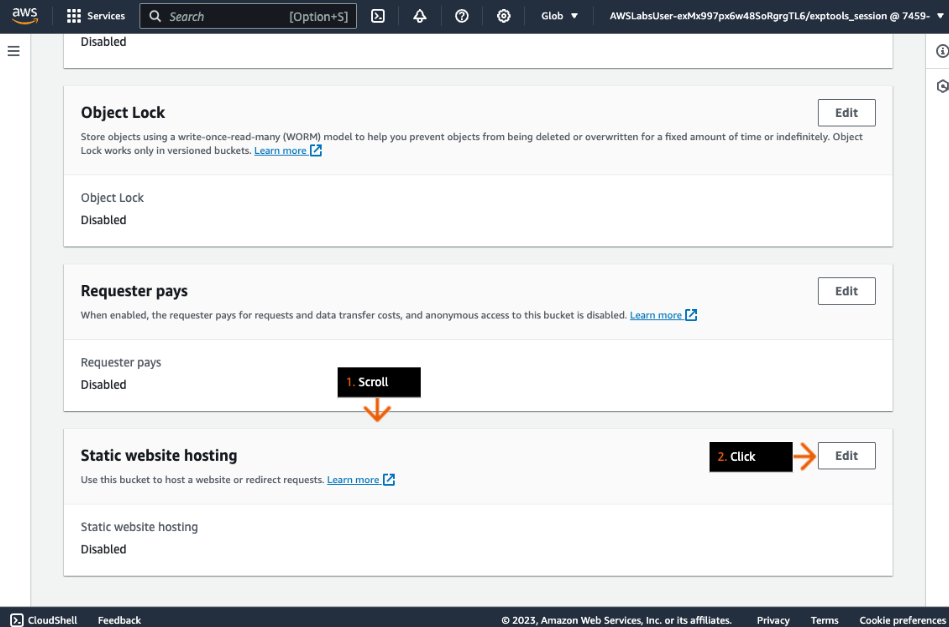 aws Services Search [Option+S] Glob ▼ AWSLabsUser-exMx997px6w48SoRgrgTL6/exptools_session @ 7459- ▼
Disabled
Object Lock Edit
Store objects using a write-once-read-many (WORM) model to help you prevent objects from being deleted or overwritten for a fixed amount of time or indefinitely. Object
Lock works only in versioned buckets. Learn more
Object Lock
Disabled
Requester pays Edit
When enabled, the requester pays for requests and data transfer costs, and anonymous access to this bucket is disabled. Learn more
Requester pays
Disabled
1. Scroll
Static website hosting 2. Click Edit
Use this bucket to host a website or redirect requests. Learn more
Static website hosting
Disabled
CloudShell Feedback © 2023, Amazon Web Services, Inc. or its affiliates. Privacy Terms Cookie preferences